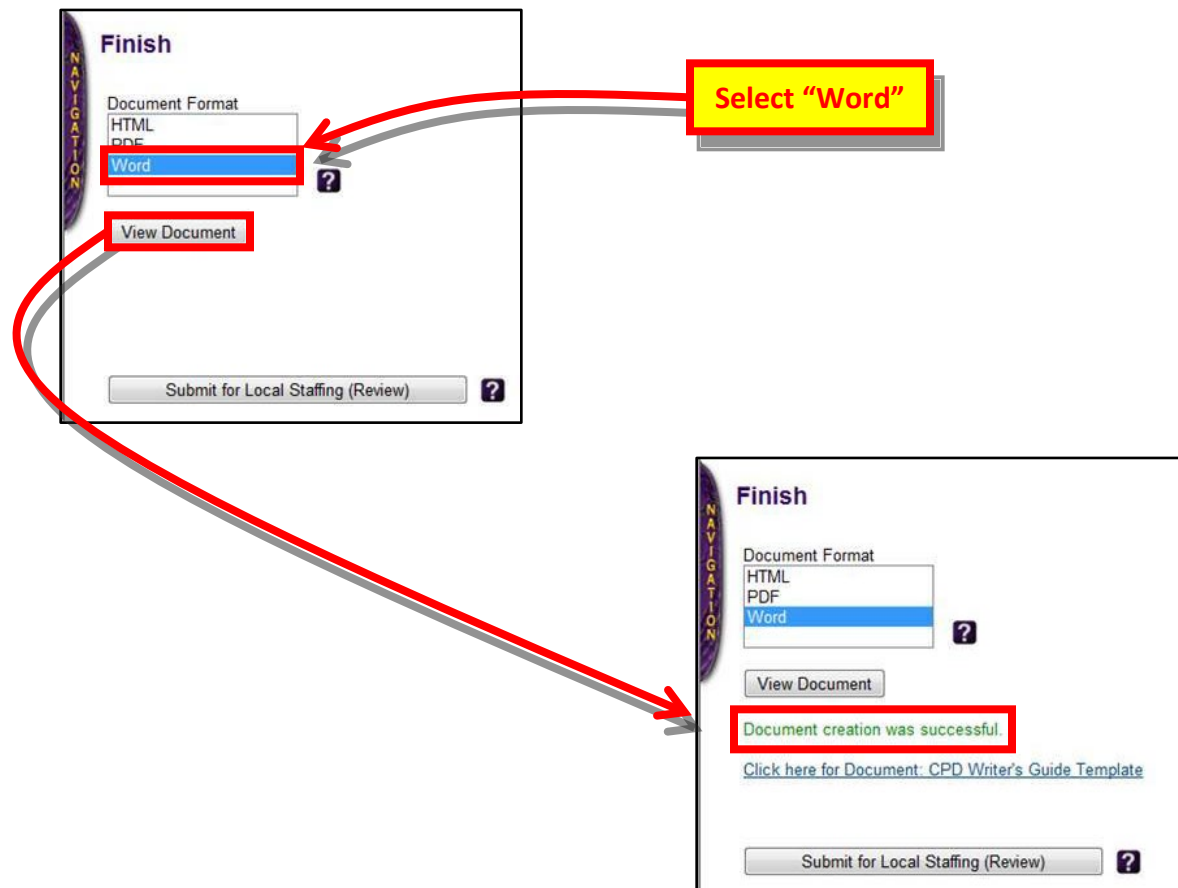 NAVIGATION
Finish
Document Format
HTML
PDF
Word
?
View Document
Submit for Local Staffing (Review)
?
Select “Word”
NAVIGATION
Finish
Document Format
HTML
PDF
Word
?
View Document
Document creation was successful.
Click here for Document: CPD Writer's Guide Template
Submit for Local Staffing (Review)
?